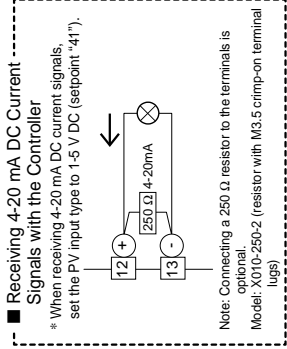 ■ Receiving 4-20 mA DC Current
Signals with the Controller
* When receiving 4-20 mA DC current signals,
set the PV input type to 1-5 V DC (setpoint "41").
12
+
250 Ω
4-20mA
13
-
Note: Connecting a 250 Ω resistor to the terminals is
optional.
Model: X010-250-2 (resistor with M3.5 crimp-on terminal
lugs)